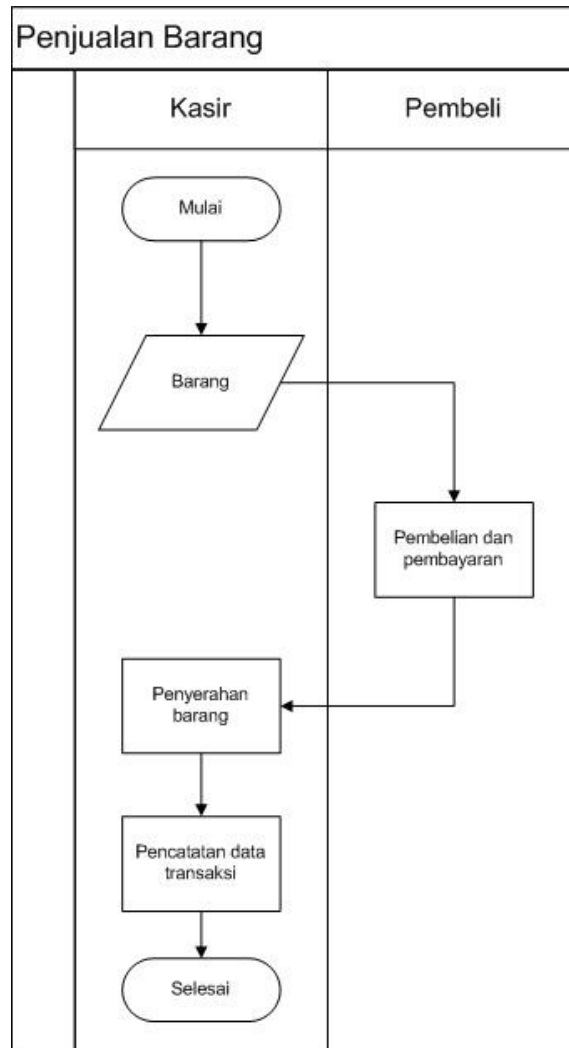 Penjualan Barang
Kasir
Pembeli
Mulai
Barang
Pembelian dan
pembayaran
Penyerahan
barang
Pencatatan data
transaksi
Selesai